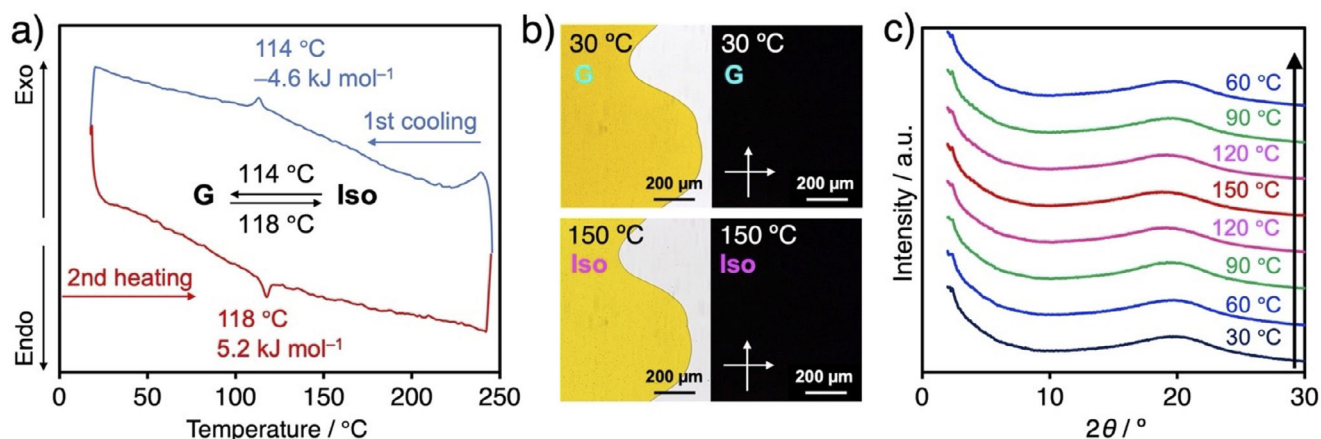 a)
Exo
Endo
114 °C
–4.6 kJ mol⁻¹
1st cooling
114 °C
G Iso
118 °C
2nd heating
118 °C
5.2 kJ mol⁻¹
0 50 100 150 200 250
Temperature / °C
b)
30 °C
G
200 µm
30 °C
G
200 µm
150 °C
Iso
200 µm
150 °C
Iso
200 µm
c)
Intensity / a.u.
60 °C
90 °C
120 °C
150 °C
120 °C
90 °C
60 °C
30 °C
0 10 20 30
2θ / °